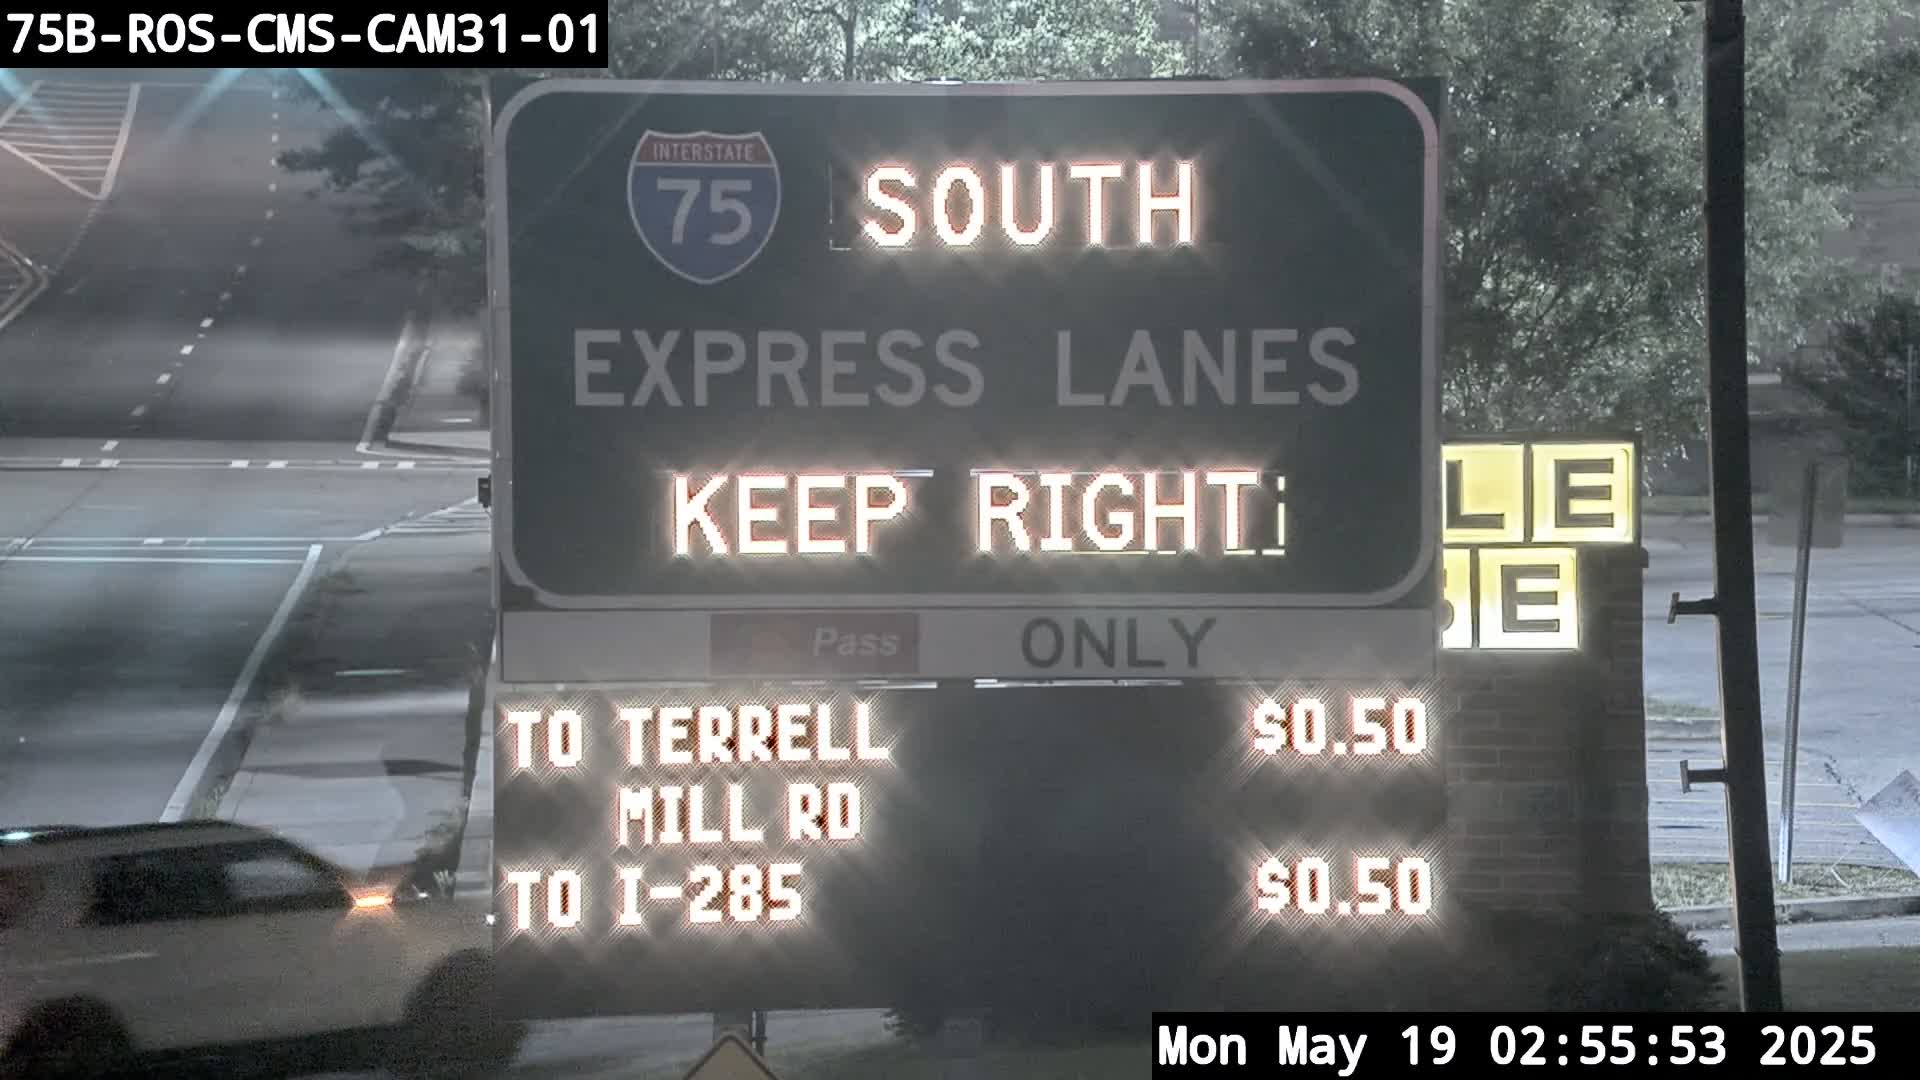 75B-ROS-CMS-CAM31-01
INTERSTATE
75
SOUTH
EXPRESS LANES
KEEP RIGHT
Pass ONLY
TO TERRELL $0.50
MILL RD
TO I-285 $0.50
LE
E
Mon May 19 02:55:53 2025